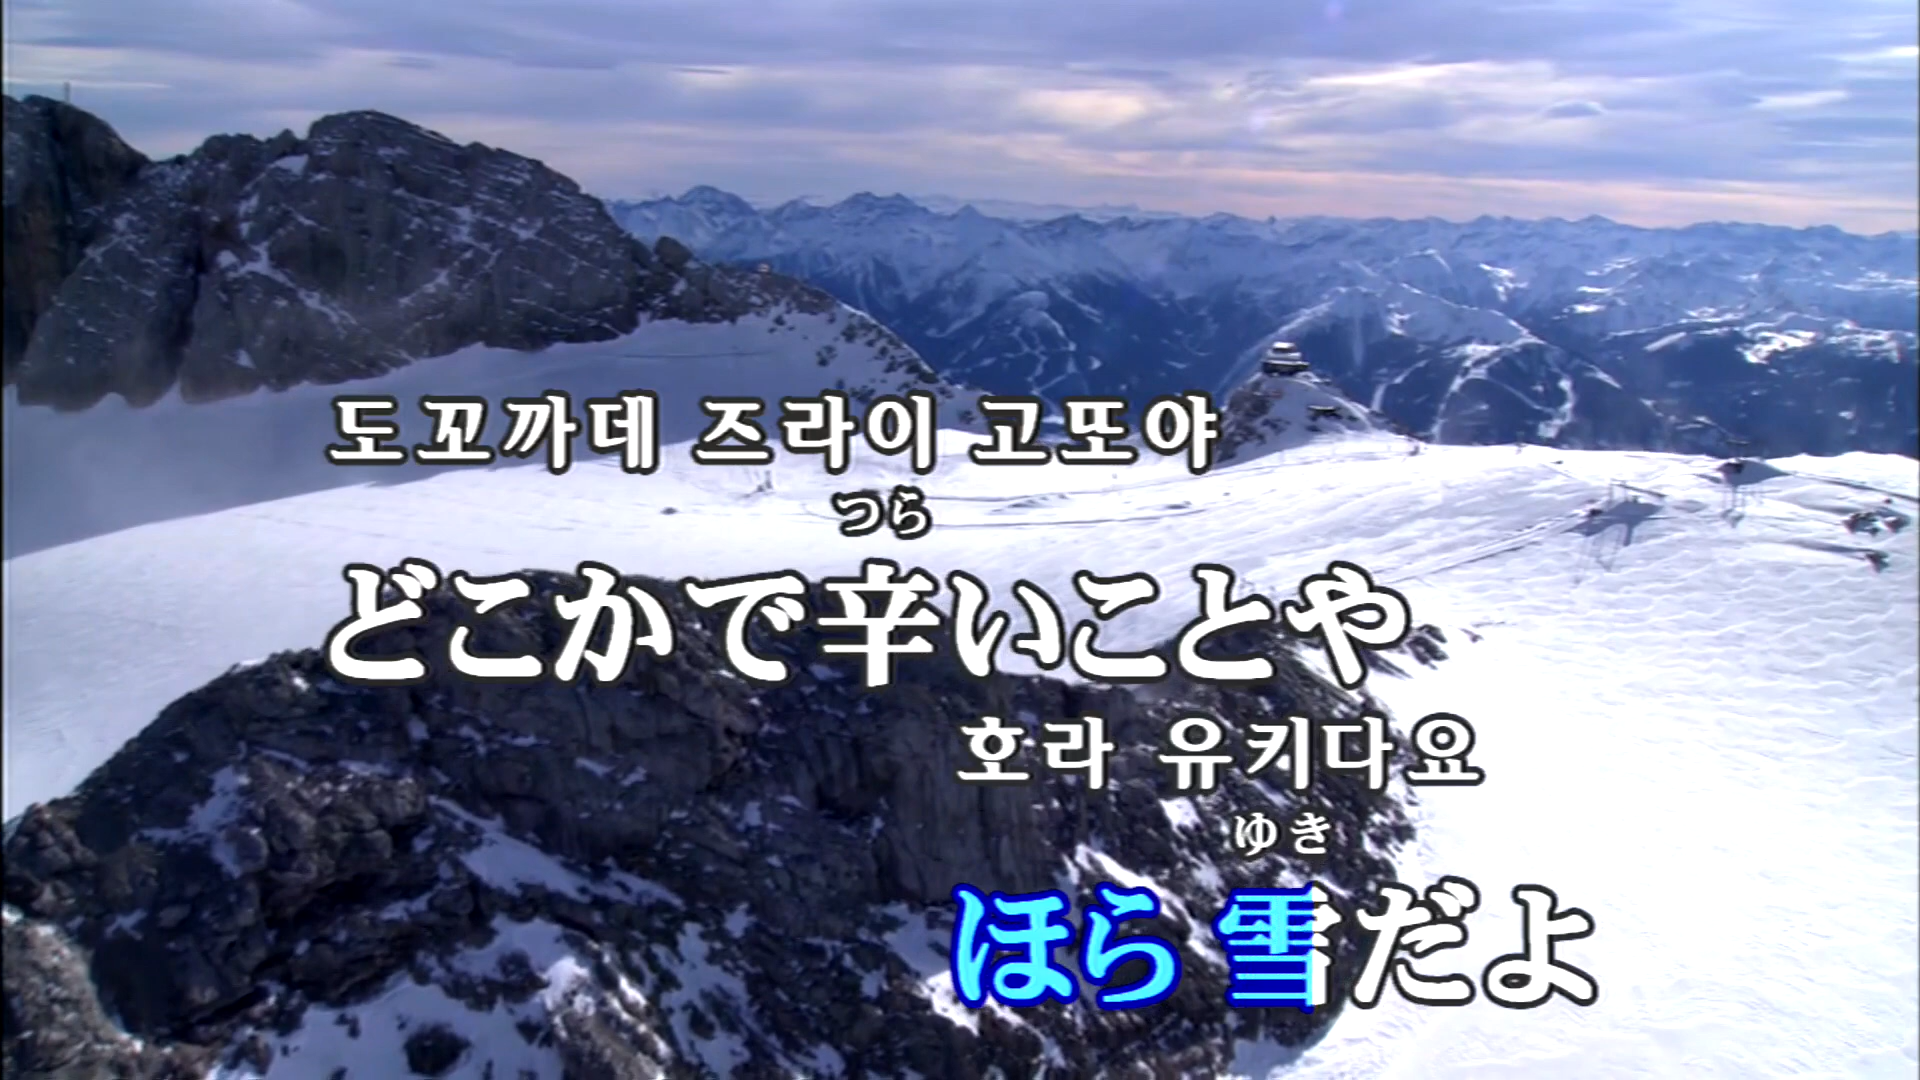 도꼬까데 즈라이 고또야
つら
どこかで辛いことや
호라 유키다요
ゆき
ほら 雪だよ